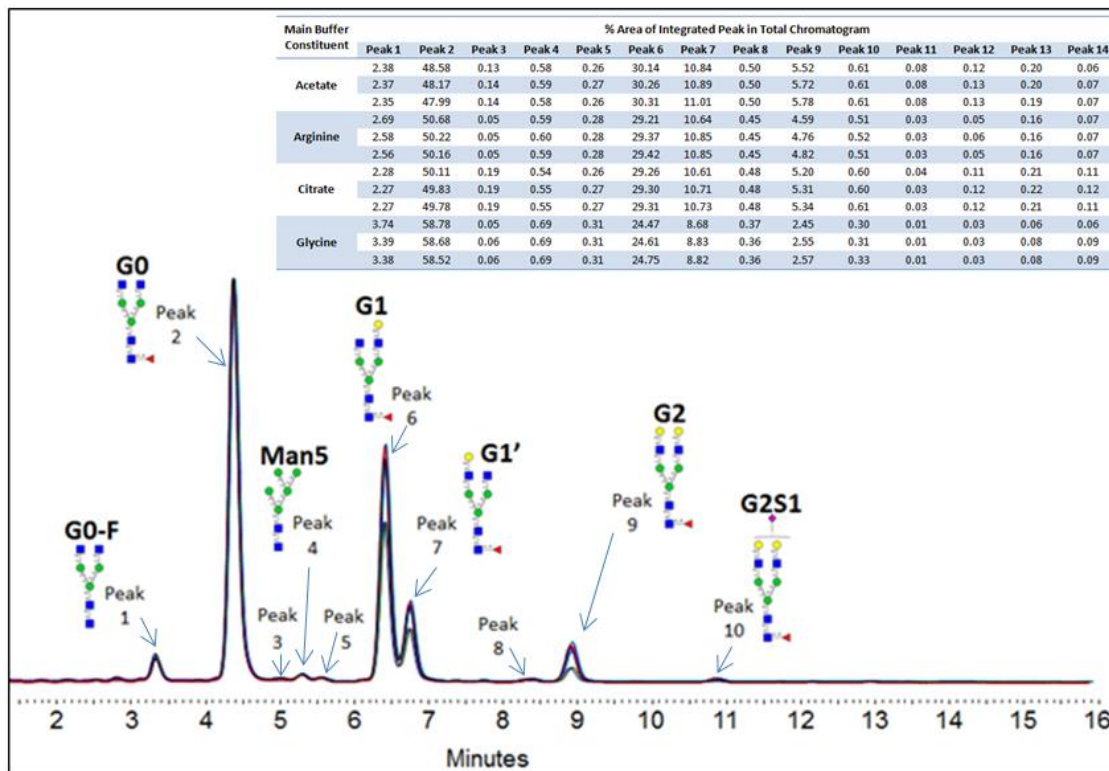 Main Buffer Constituent % Area of Integrated Peak in Total Chromatogram
Peak 1 Peak 2 Peak 3 Peak 4 Peak 5 Peak 6 Peak 7 Peak 8 Peak 9 Peak 10 Peak 11 Peak 12 Peak 13 Peak 14
Acetate
2.38 48.58 0.13 0.58 0.26 30.14 10.84 0.50 5.52 0.61 0.08 0.12 0.20 0.06
2.37 48.17 0.14 0.59 0.27 30.26 10.89 0.50 5.72 0.61 0.08 0.13 0.20 0.07
2.35 47.99 0.14 0.58 0.26 30.31 11.01 0.50 5.78 0.61 0.08 0.13 0.19 0.07
Arginine
2.69 50.68 0.05 0.59 0.28 29.21 10.64 0.45 4.59 0.51 0.03 0.05 0.16 0.07
2.58 50.22 0.05 0.60 0.28 29.37 10.85 0.45 4.76 0.52 0.03 0.06 0.16 0.07
2.56 50.16 0.05 0.59 0.28 29.42 10.85 0.45 4.82 0.51 0.03 0.05 0.16 0.07
Citrate
2.28 50.11 0.19 0.54 0.26 29.26 10.61 0.48 5.20 0.60 0.04 0.11 0.21 0.11
2.27 49.83 0.19 0.55 0.27 29.30 10.71 0.48 5.31 0.60 0.03 0.12 0.22 0.12
2.27 49.78 0.19 0.55 0.27 29.31 10.73 0.48 5.34 0.61 0.03 0.12 0.21 0.11
Glycine
3.74 58.78 0.05 0.69 0.31 24.47 8.68 0.37 2.45 0.30 0.01 0.03 0.06 0.06
3.39 58.68 0.06 0.69 0.31 24.61 8.83 0.36 2.55 0.31 0.01 0.03 0.08 0.09
3.38 58.52 0.06 0.69 0.31 24.75 8.82 0.36 2.57 0.33 0.01 0.03 0.08 0.09
G0
Peak
2
G1
Peak
6
Man5
Peak
4
G1'
Peak
7
G2
Peak
9
G2S1
Peak
10
G0-F
Peak
1
Peak
3
Peak
5
Peak
8
2 3 4 5 6 7 8 9 10 11 12 13 14 15 16
Minutes